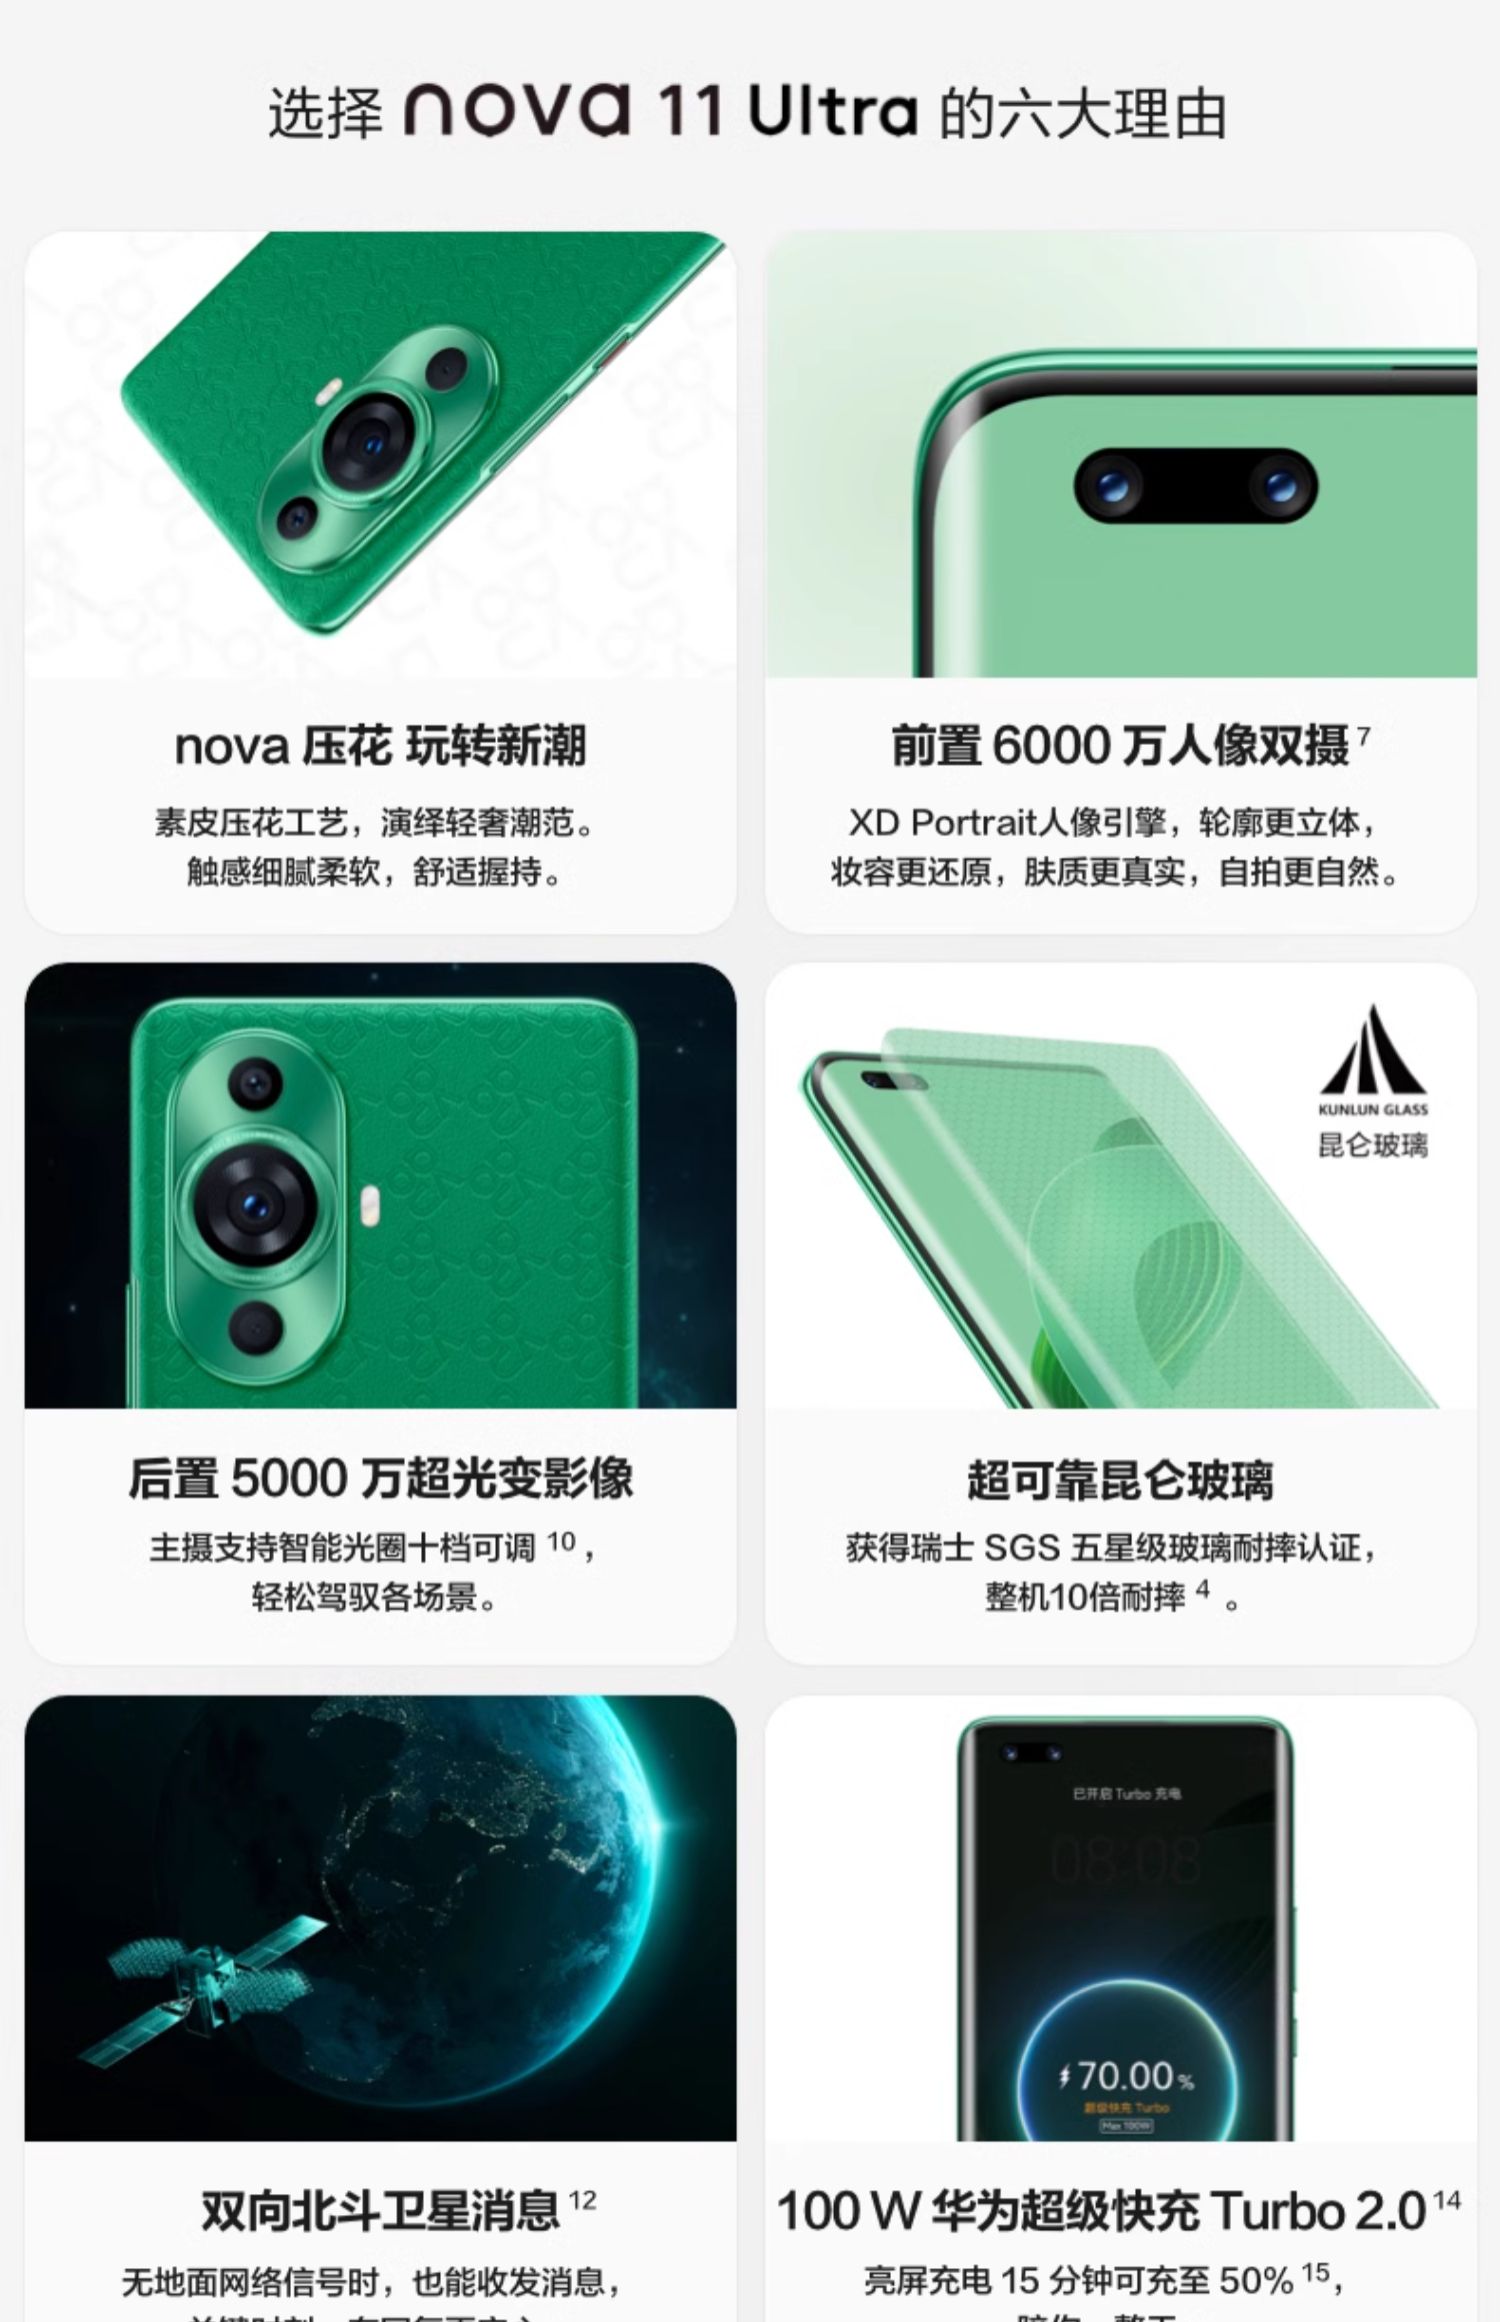 选择 nova 11 Ultra 的六大理由
nova 压花 玩转新潮
素皮压花工艺，演绎轻奢潮范。
触感细腻柔软，舒适握持。
前置 6000 万人像双摄 7
XD Portrait人像引擎，轮廓更立体，
妆容更还原，肤质更真实，自拍更自然。
后置 5000 万超光变影像
主摄支持智能光圈十档可调 10，
轻松驾驭各场景。
KUNLUN GLASS
昆仑玻璃
超可靠昆仑玻璃
获得瑞士 SGS 五星级玻璃耐摔认证，
整机10倍耐摔 4 。
双向北斗卫星消息 12
无地面网络信号时，也能收发消息，
已开启 Turbo 充电
08:08
70.00%
超级快充 Turbo
Max 100W
100 W 华为超级快充 Turbo 2.0 14
亮屏充电 15 分钟可充至 50% 15，